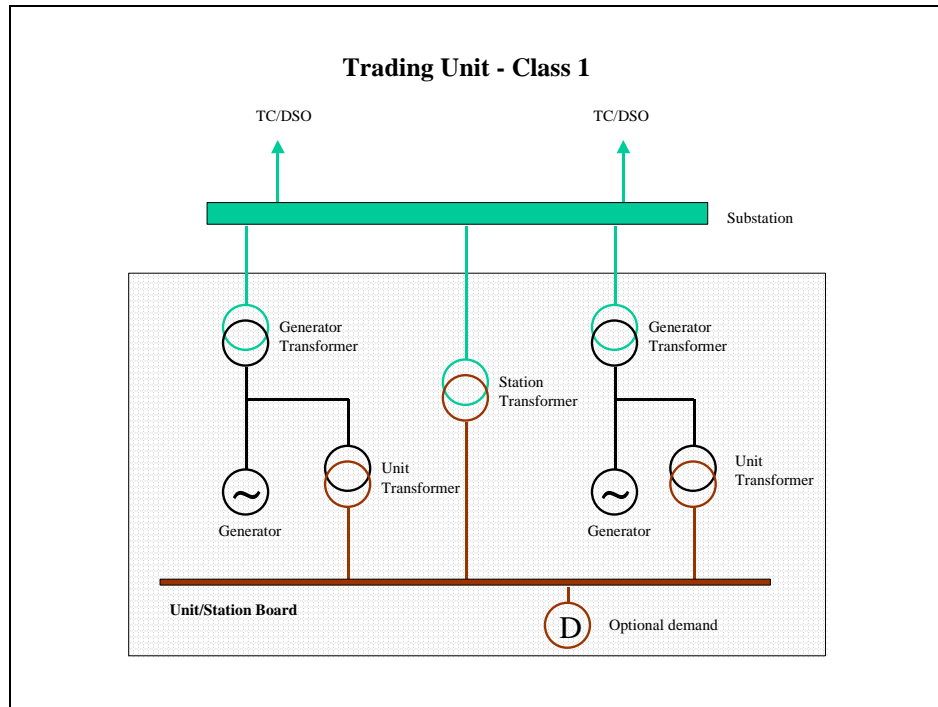 Trading Unit - Class 1
TC/DSO
TC/DSO
Substation
Generator
Transformer
Generator
Transformer
Station
Transformer
Unit
Transformer
Unit
Transformer
~
Generator
~
Generator
Unit/Station Board
D
Optional demand